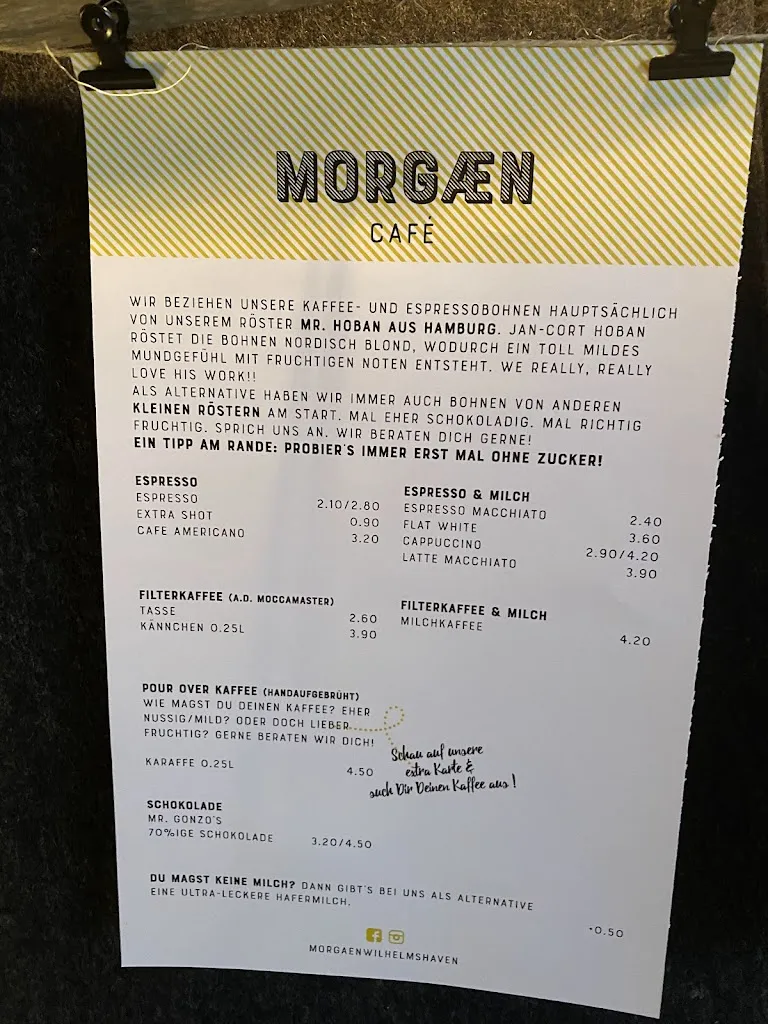 MORGÆN
CAFÉ
WIR BEZIEHEN UNSERE KAFFEE- UND ESPRESSOBOHNEN HAUPTSÄCHLICH
VON UNSEREM RÖSTER MR. HOBAN AUS HAMBURG. JAN-CORT HOBAN
RÖSTET DIE BOHNEN NORDISCH BLOND, WODURCH EIN TOLL MILDES
MUNDGEFÜHL MIT FRUCHTIGEN NOTEN ENTSTEHT. WE REALLY, REALLY
LOVE HIS WORK!!
ALS ALTERNATIVE HABEN WIR IMMER AUCH BOHNEN VON ANDEREN
KLEINEN RÖSTERN AM START. MAL EHER SCHOKOLADIG. MAL RICHTIG
FRUCHTIG. SPRICH UNS AN. WIR BERATEN DICH GERNE!
EIN TIPP AM RANDE: PROBIER'S IMMER ERST MAL OHNE ZUCKER!
ESPRESSO
ESPRESSO 2.10/2.80
EXTRA SHOT 0.90
CAFE AMERICANO 3.20
ESPRESSO & MILCH
ESPRESSO MACCHIATO 2.40
FLAT WHITE 3.60
CAPPUCCINO 2.90/4.20
LATTE MACCHIATO 3.90
FILTERKAFFEE (A.D. MOCCAMASTER)
TASSE 2.60
KÄNNCHEN 0.25L 3.90
FILTERKAFFEE & MILCH
MILCHKAFFEE 4.20
POUR OVER KAFFEE (HANDAUFGEBRÜHT)
WIE MAGST DU DEINEN KAFFEE? EHER
NUSSIG/MILD? ODER DOCH LIEBER
FRUCHTIG? GERNE BERATEN WIR DICH!
KARAFFE 0.25L 4.50
Schau auf unsere
extra Karte &
such Dir Deinen Kaffee aus!
SCHOKOLADE
MR. GONZO'S
70%IGE SCHOKOLADE 3.20/4.50
DU MAGST KEINE MILCH? DANN GIBT'S BEI UNS ALS ALTERNATIVE
EINE ULTRA-LECKERE HAFERMILCH. +0.50
MORGAENWILHELMSHAVEN